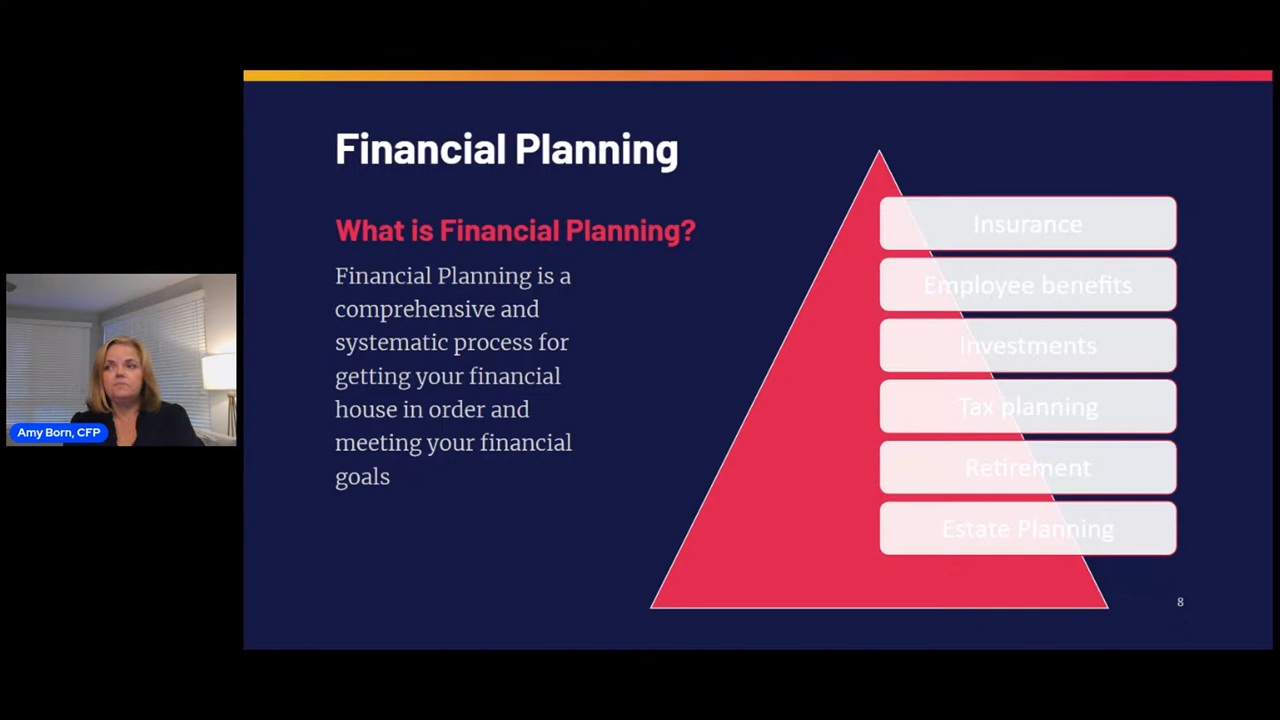 Financial Planning
What is Financial Planning?
Financial Planning is a
comprehensive and
systematic process for
getting your financial
house in order and
meeting your financial
goals
Insurance
Employee benefits
Investments
Tax planning
Retirement
Estate Planning
8
Amy Born, CFP